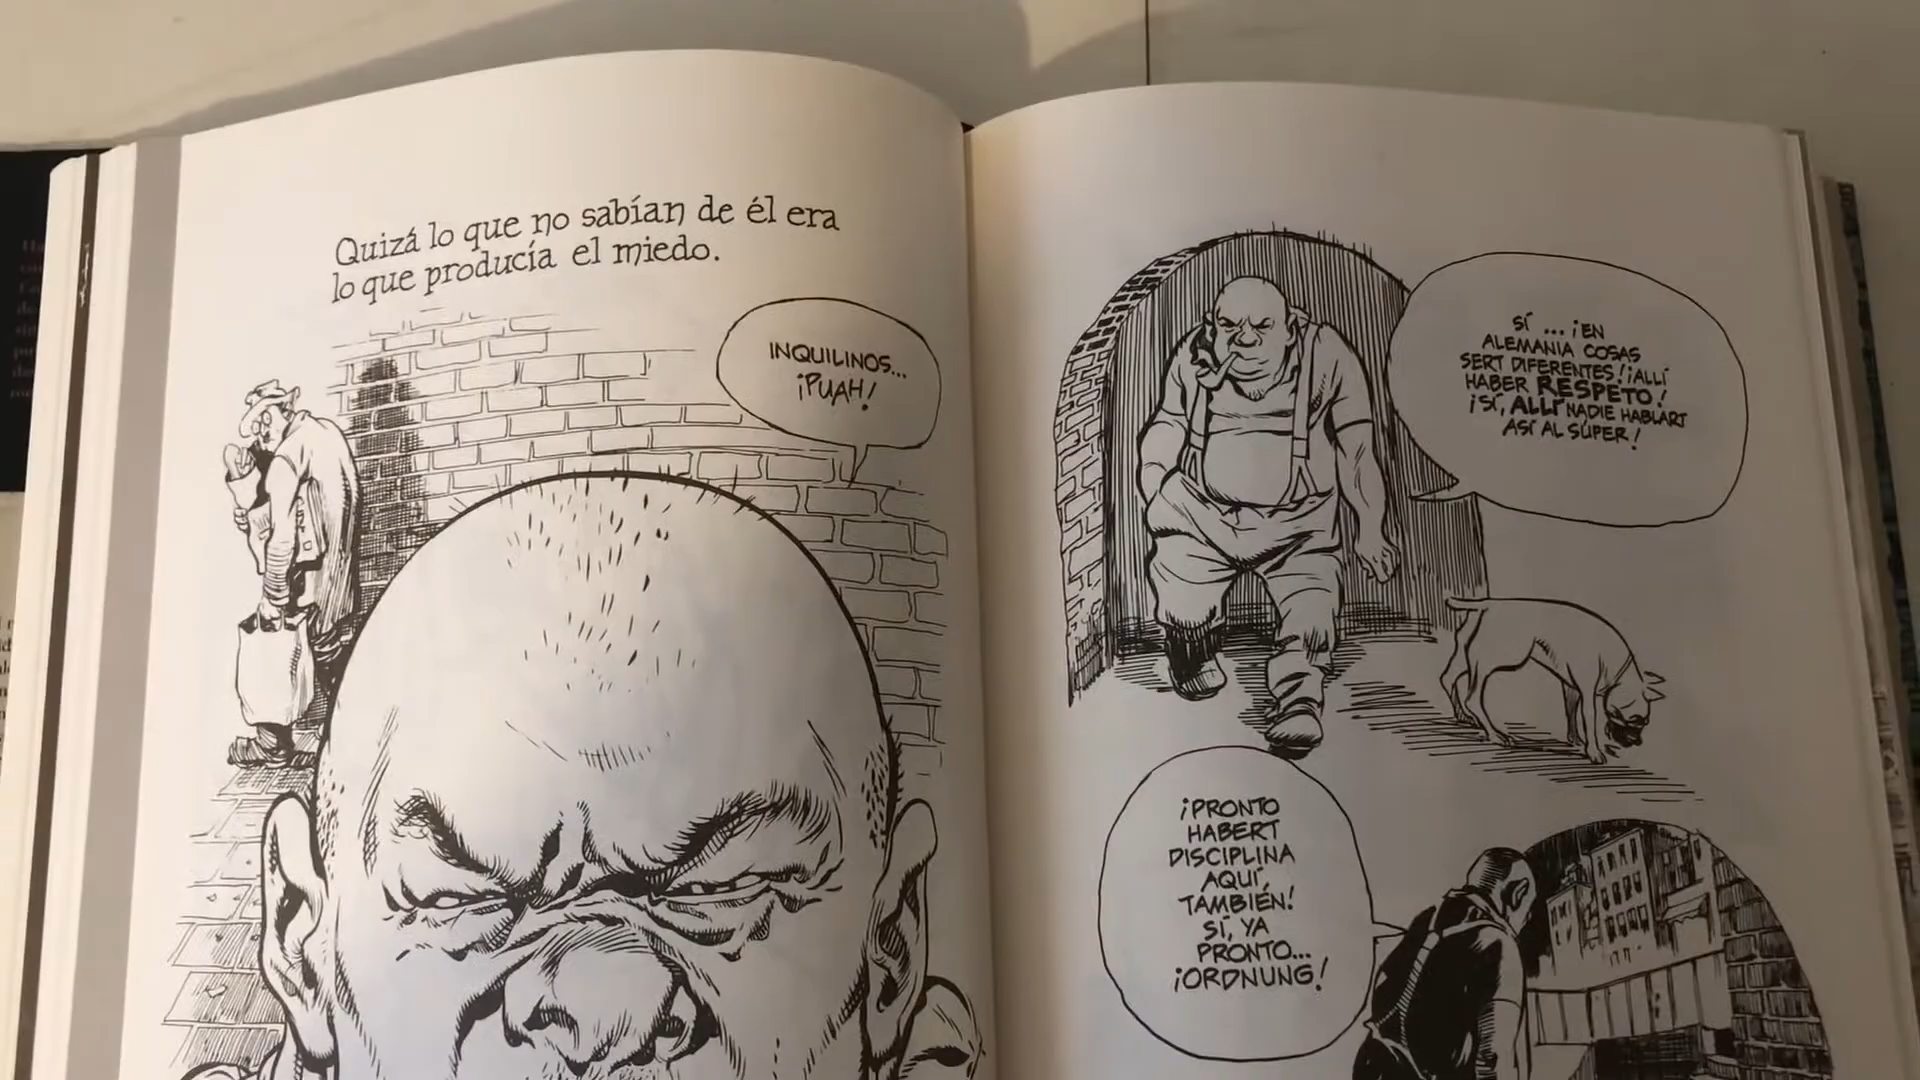 Quizá lo que no sabían de él era
lo que producía el miedo.
INQUILINOS...
¡PUAH!
SÍ ... ¡EN
ALEMANIA COSAS
SERT DIFERENTES! ¡ALLÍ
HABER RESPETO!
¡SÍ, ALLÍ NADIE HABLART
ASÍ AL SÚPER!
¡PRONTO
HABERT
DISCIPLINA
AQUÍ
TAMBIÉN!
SÍ, YA
PRONTO...
¡ORDNUNG!